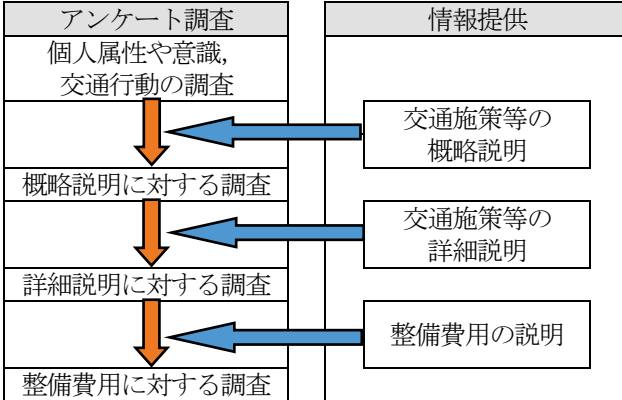 アンケート調査
情報提供
個人属性や意識,
交通行動の調査
交通施策等の
概略説明
概略説明に対する調査
交通施策等の
詳細説明
詳細説明に対する調査
整備費用の説明
整備費用に対する調査